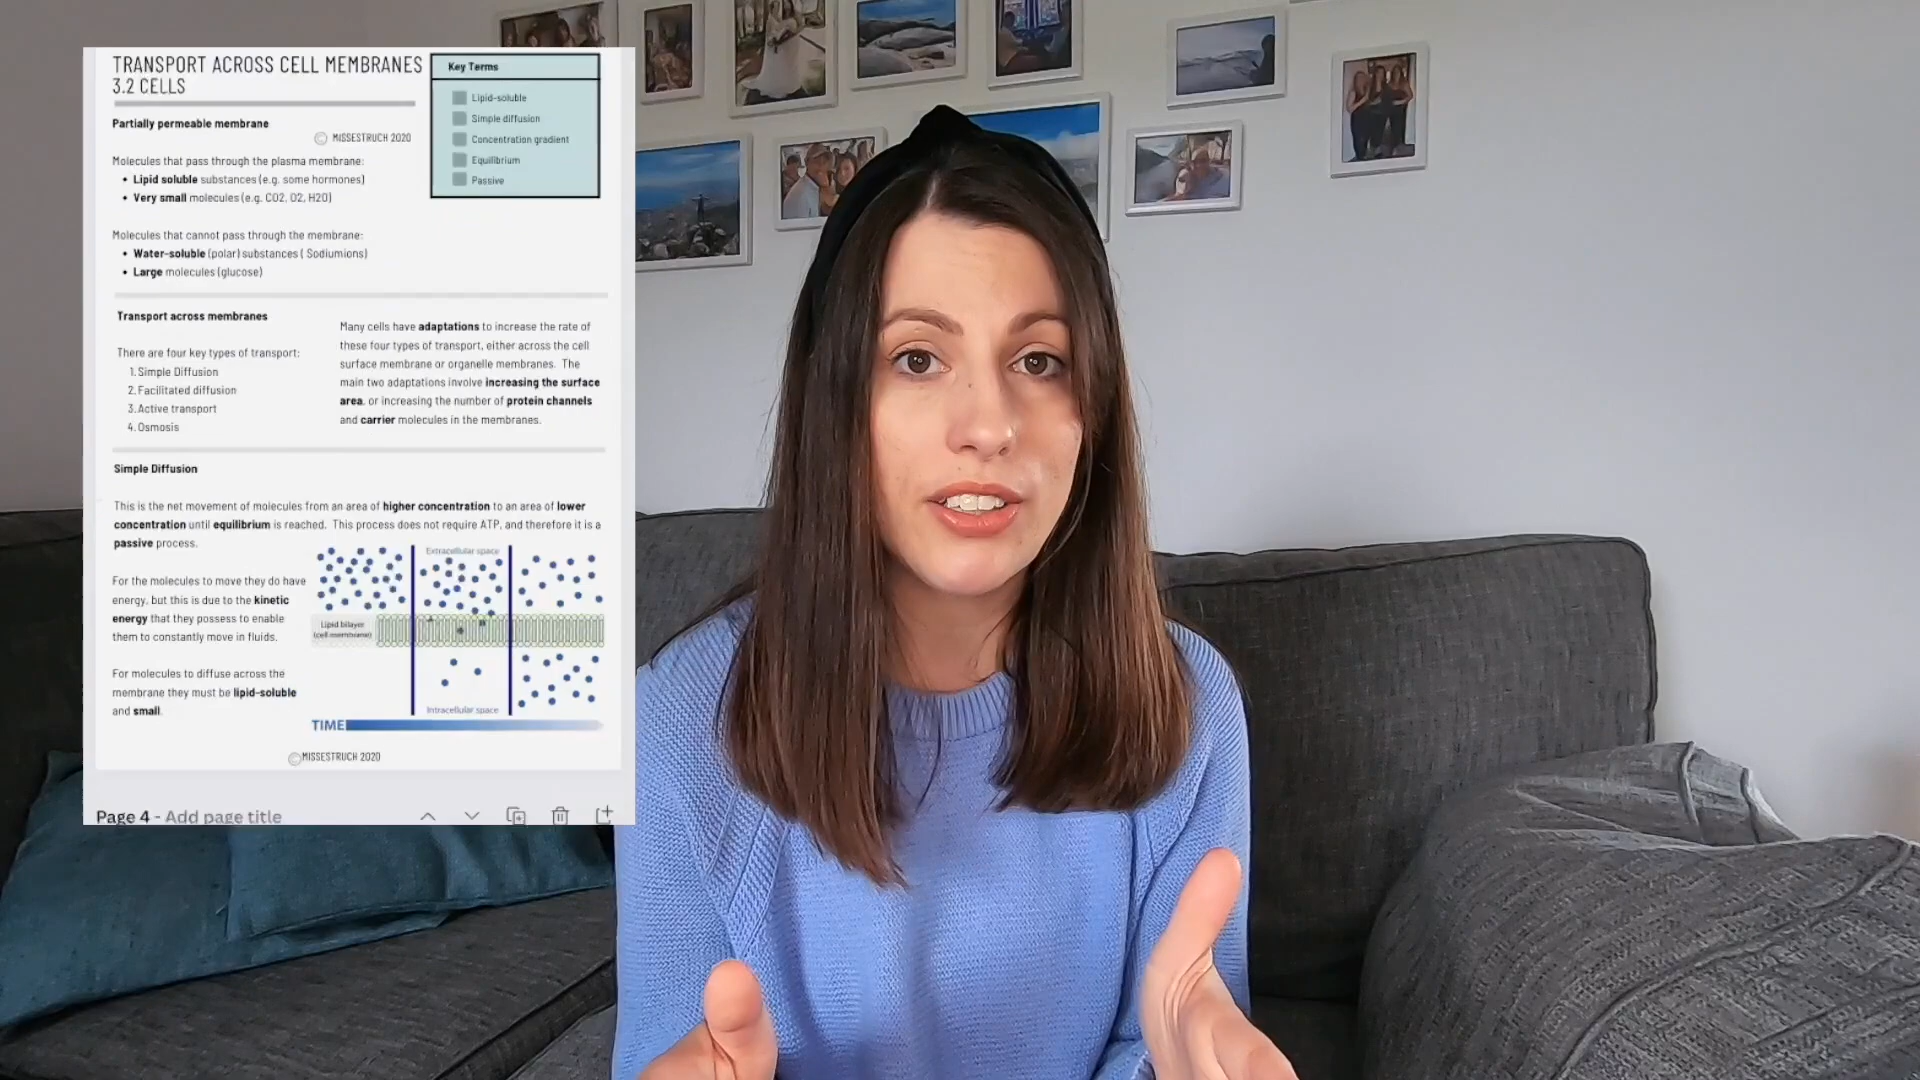 TRANSPORT ACROSS CELL MEMBRANES
3.2 CELLS
Key Terms
Lipid-soluble
Simple diffusion
Concentration gradient
Equilibrium
Passive
Partially permeable membrane
© MISSESTRUCH 2020
Molecules that pass through the plasma membrane:
• Lipid soluble substances (e.g. some hormones)
• Very small molecules (e.g. CO2, O2, H2O)
Molecules that cannot pass through the membrane:
• Water-soluble (polar) substances ( Sodiumions)
• Large molecules (glucose)
Transport across membranes
There are four key types of transport:
1. Simple Diffusion
2. Facilitated diffusion
3. Active transport
4. Osmosis
Many cells have adaptations to increase the rate of
these four types of transport, either across the cell
surface membrane or organelle membranes. The
main two adaptations involve increasing the surface
area, or increasing the number of protein channels
and carrier molecules in the membranes.
Simple Diffusion
This is the net movement of molecules from an area of higher concentration to an area of lower
concentration until equilibrium is reached. This process does not require ATP, and therefore it is a
passive process.
For the molecules to move they do have
energy, but this is due to the kinetic
energy that they possess to enable
them to constantly move in fluids.
For molecules to diffuse across the
membrane they must be lipid-soluble
and small.
Extracellular space
Lipid bilayer
(cell membrane)
Intracellular space
TIME
© MISSESTRUCH 2020
Page 4 - Add page title